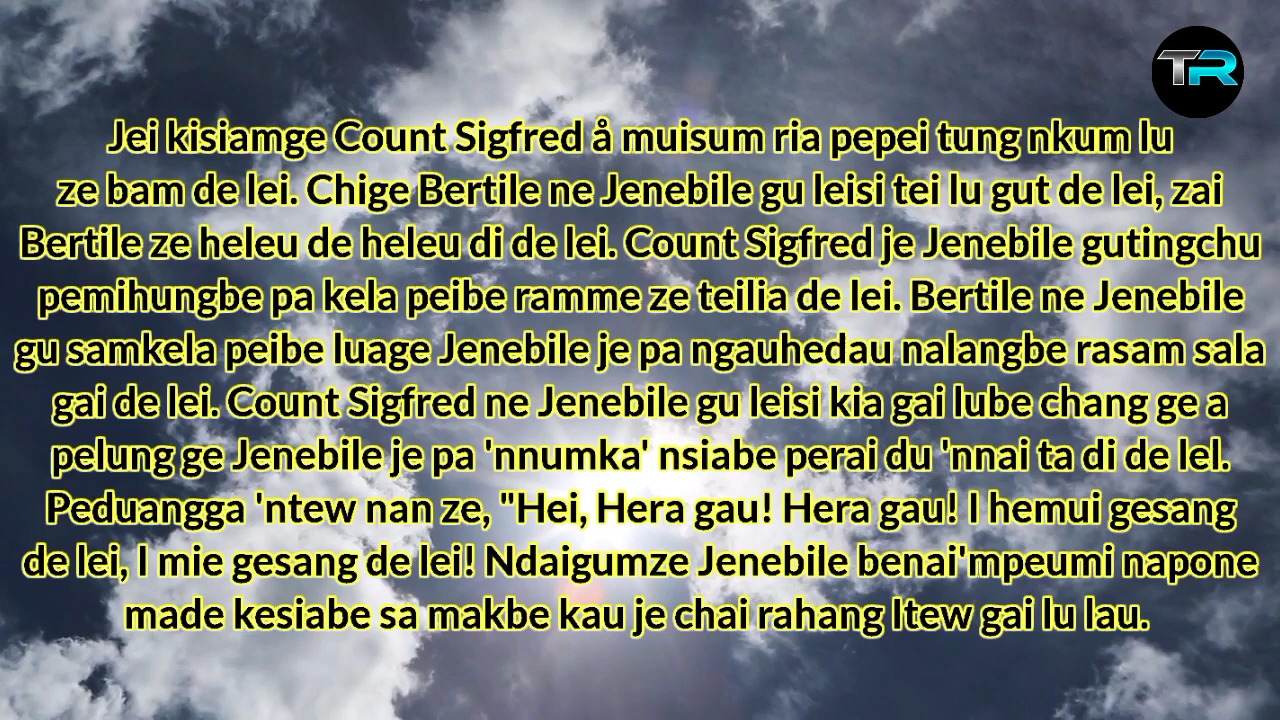 TR
Jei kisiamge Count Sigfred å muisum ria pepei tung nkum lu
ze bam de lei. Chige Bertile ne Jenebile gu leisi tei lu gut de lei, zai
Bertile ze heleu de heleu di de lei. Count Sigfred je Jenebile gutingchu
pemihungbe pa kela peibe ramme ze teilia de lei. Bertile ne Jenebile
gu samkela peibe luage Jenebile je pa ngauhedau nalangbe rasam sala
gai de lei. Count Sigfred ne Jenebile gu leisi kia gai lube chang ge a
pelung ge Jenebile je pa 'nnumka' nsiabe perai du 'nnai ta di de lel.
Peduangga 'ntew nan ze, "Hei, Hera gau! Hera gau! I hemui gesang
de lei, I mie gesang de lei! Ndaigumze Jenebile benai'mpeumi napone
made kesiabe sa makbe kau je chai rahang Itew gai lu lau.